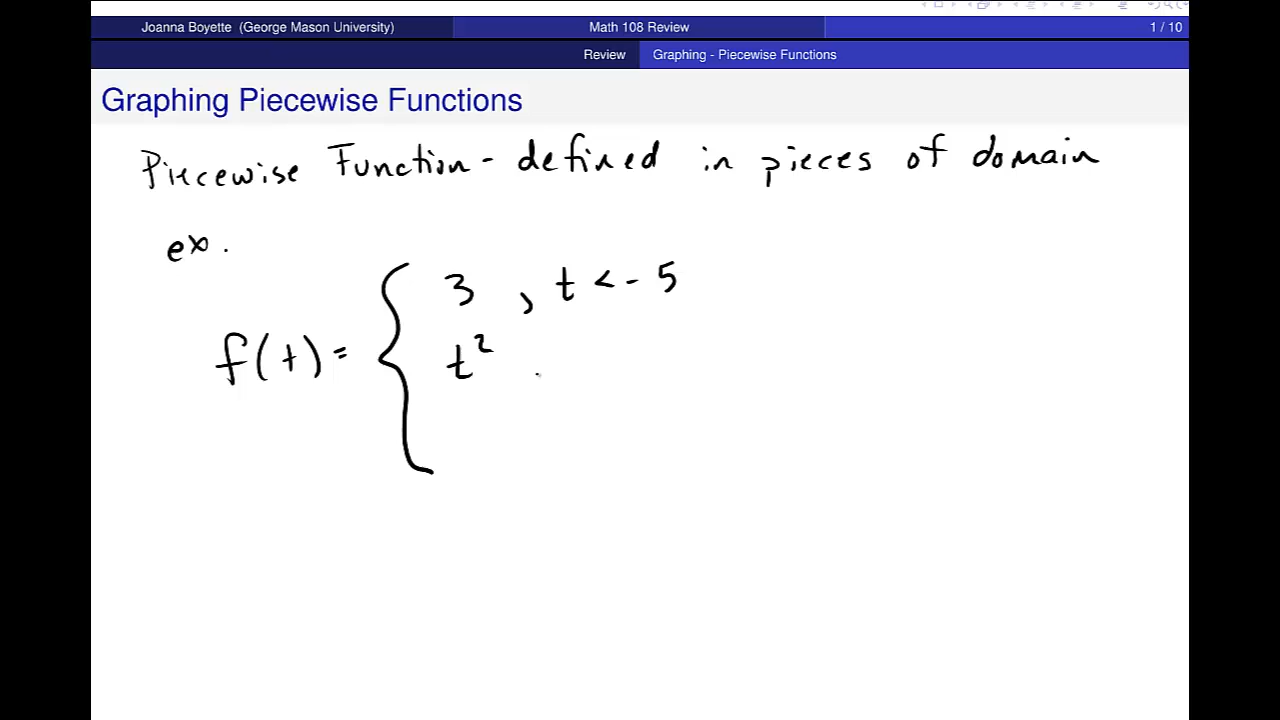 Joanna Boyette (George Mason University) Math 108 Review 1 / 10
Review Graphing - Piecewise Functions
Graphing Piecewise Functions
Piecewise Function - defined in pieces of domain
ex.
3 , t < - 5
f(t) = { t²